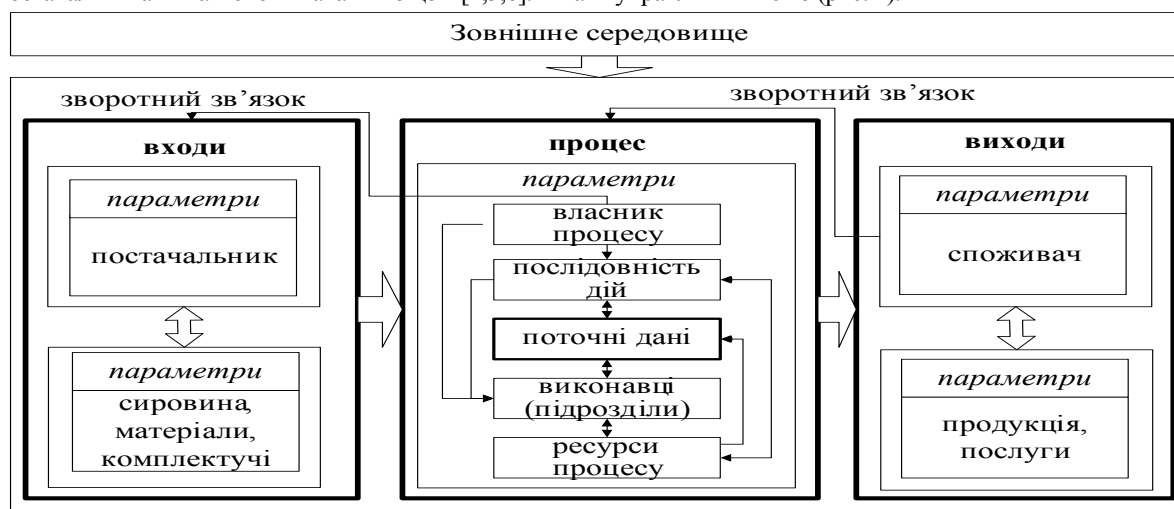 Зовнішнє середовище
зворотний зв’язок
зворотний зв’язок
входи
параметри
постачальник
параметри
сировина,
матеріали,
комплектучі
процес
параметри
власник
процесу
послідовність
дій
поточні дані
виконавці
(підрозділи)
ресурси
процесу
виходи
параметри
споживач
параметри
продукція,
послуги